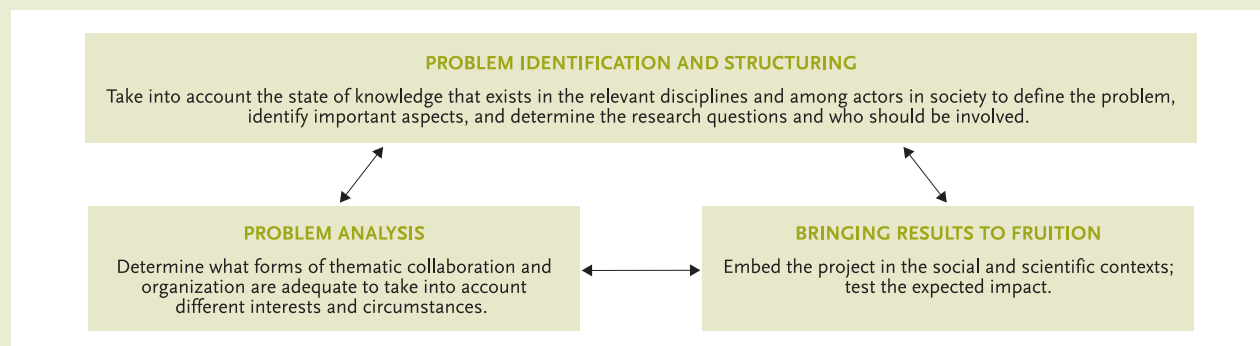 PROBLEM IDENTIFICATION AND STRUCTURING
Take into account the state of knowledge that exists in the relevant disciplines and among actors in society to define the problem,
identify important aspects, and determine the research questions and who should be involved.
PROBLEM ANALYSIS
Determine what forms of thematic collaboration and
organization are adequate to take into account
different interests and circumstances.
BRINGING RESULTS TO FRUITION
Embed the project in the social and scientific contexts;
test the expected impact.